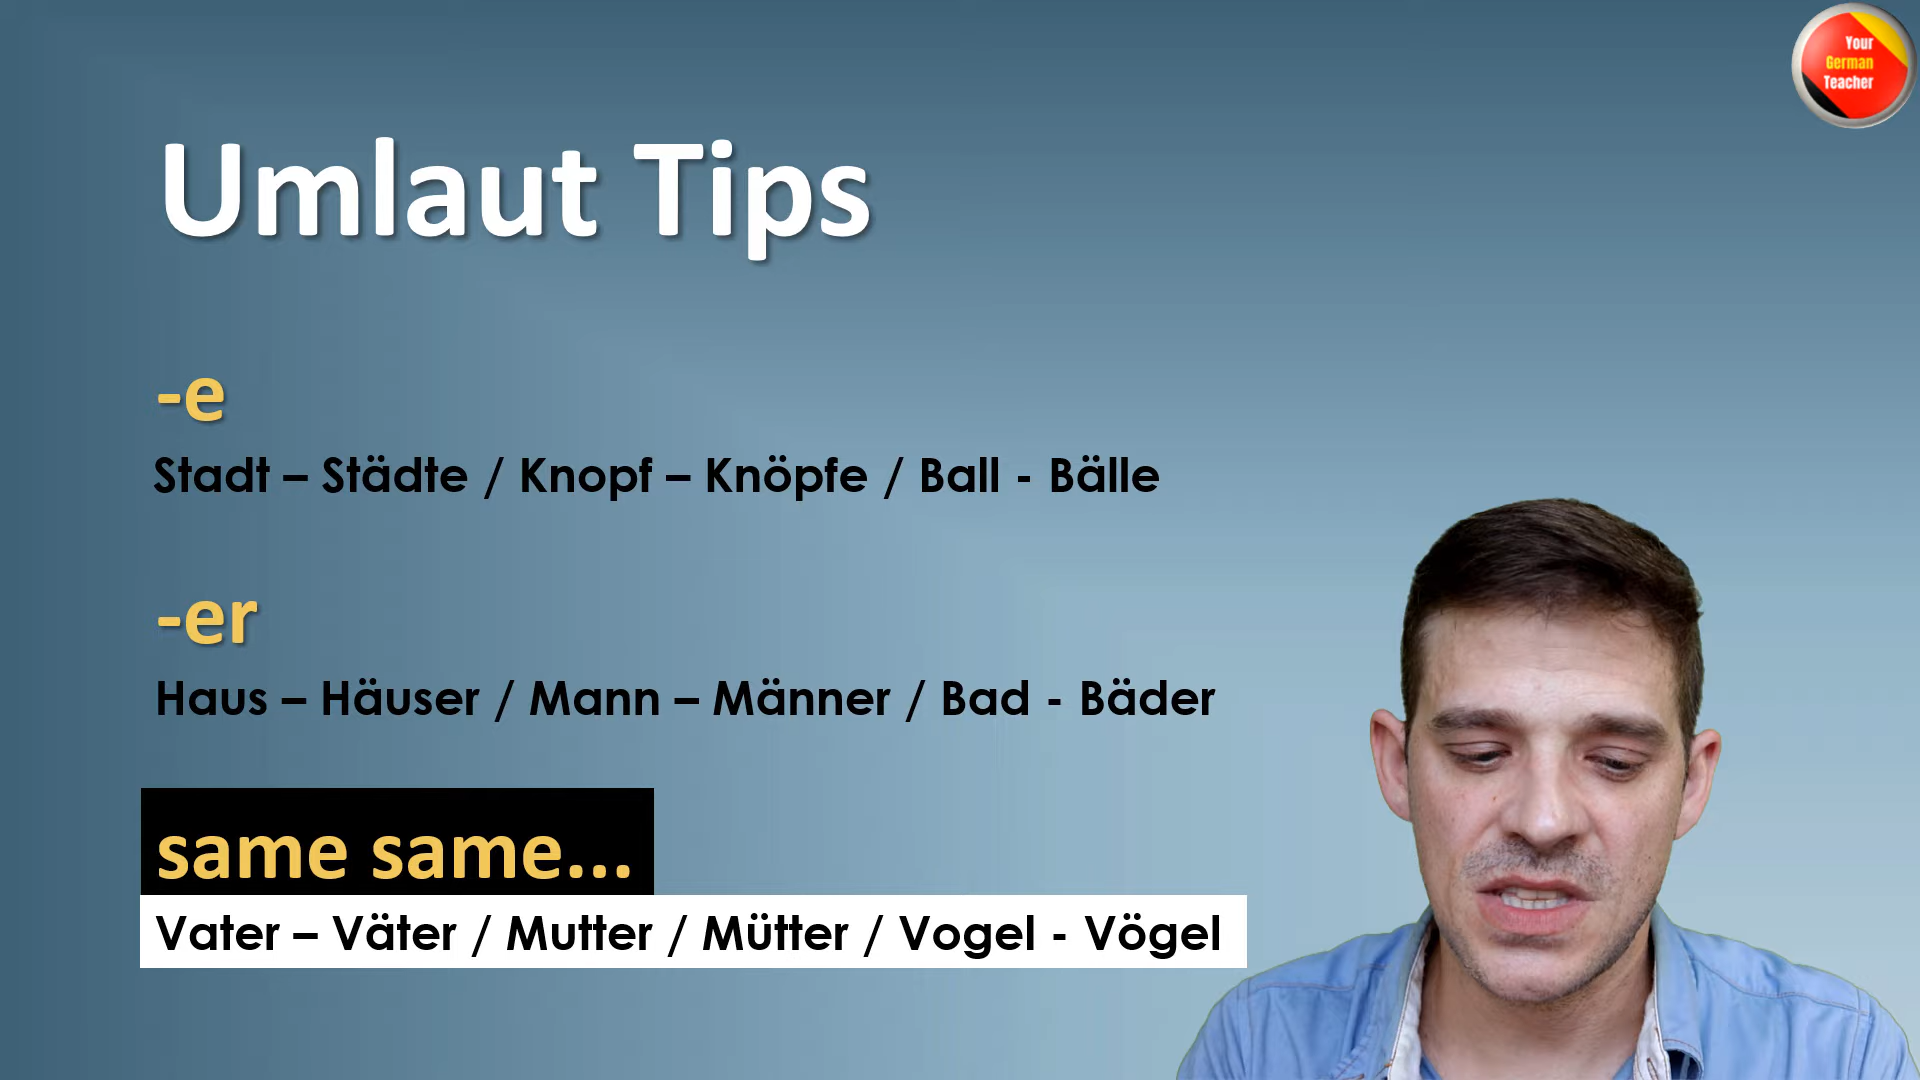 Your
German
Teacher
Umlaut Tips
-e
Stadt – Städte / Knopf – Knöpfe / Ball - Bälle
-er
Haus – Häuser / Mann – Männer / Bad - Bäder
same same...
Vater – Väter / Mutter / Mütter / Vogel - Vögel